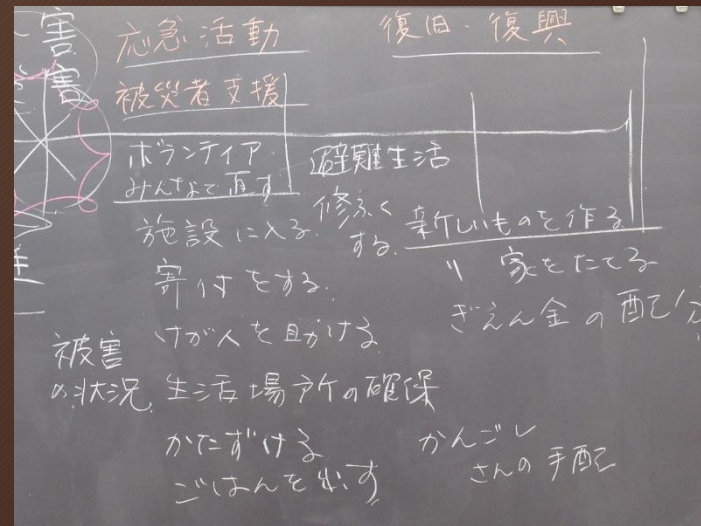 害
害
応急活動
被災者支援
復旧・復興
ボランティア
みんなで直す
避難生活
施設に入る.
修ふく
する.
新しいものを作る
寄付をする.
〃 家をたてる
けが人を助ける
ぎえん金の配分
被害
の状況.
生活場所の確保
かたずける
かんごし
さんの手配
ごはんを出す